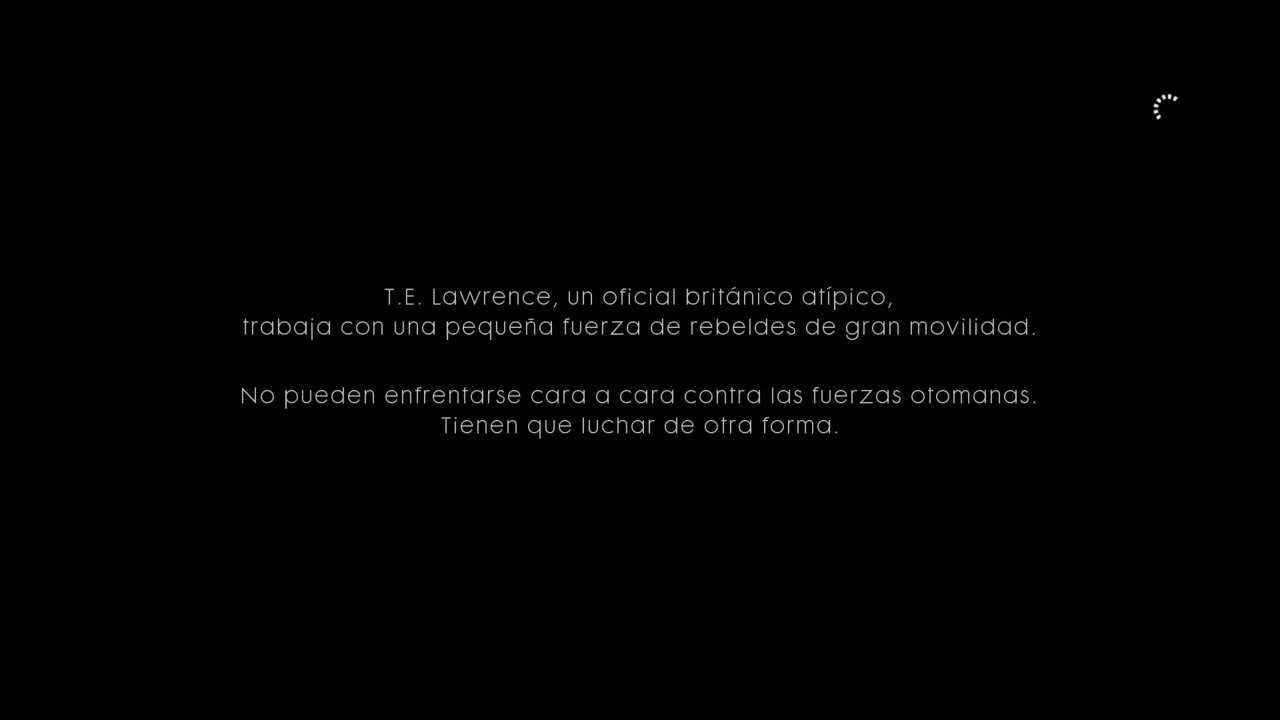 T.E. Lawrence, un oficial británico atípico,
trabaja con una pequeña fuerza de rebeldes de gran movilidad.
No pueden enfrentarse cara a cara contra las fuerzas otomanas.
Tienen que luchar de otra forma.